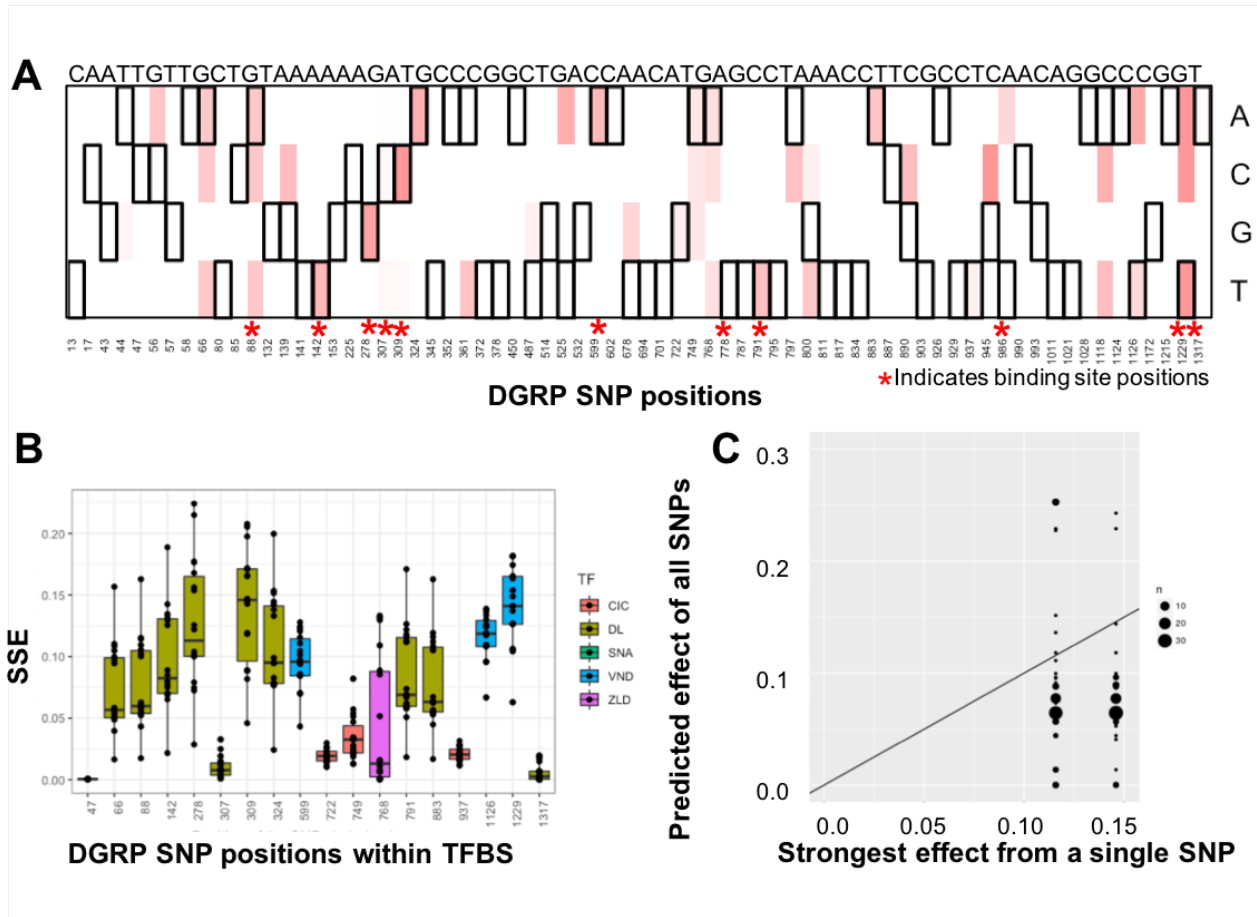 A
CAATTGTTGCTGTAAAAAAGATGCCCGGCTGACCAACATGAGCCTAAACCTTCGCCTCAACAGGCCCGGT
A
C
G
T
* * * * * * * * * * *
13 17 43 44 47 56 57 58 66 80 85 88 132 139 141 142 153 225 278 307 309 324 345 352 361 372 378 450 487 514 525 532 599 602 678 694 701 722 749 768 778 787 791 795 797 800 811 817 834 883 887 890 903 926 929 937 945 986 990 993 1011 1021 1028 1118 1124 1126 1172 1215 1229 1317
DGRP SNP positions
*Indicates binding site positions
B
SSE
0.20
0.15
0.10
0.05
0.00
47 66 88 142 278 307 309 324 599 722 749 768 791 883 937 1126 1229 1317
DGRP SNP positions within TFBS
TF
CIC
DL
SNA
VND
ZLD
C
Predicted effect of all SNPs
0.3
0.2
0.1
0.0
0.0 0.05 0.10 0.15
Strongest effect from a single SNP
n
10
20
30